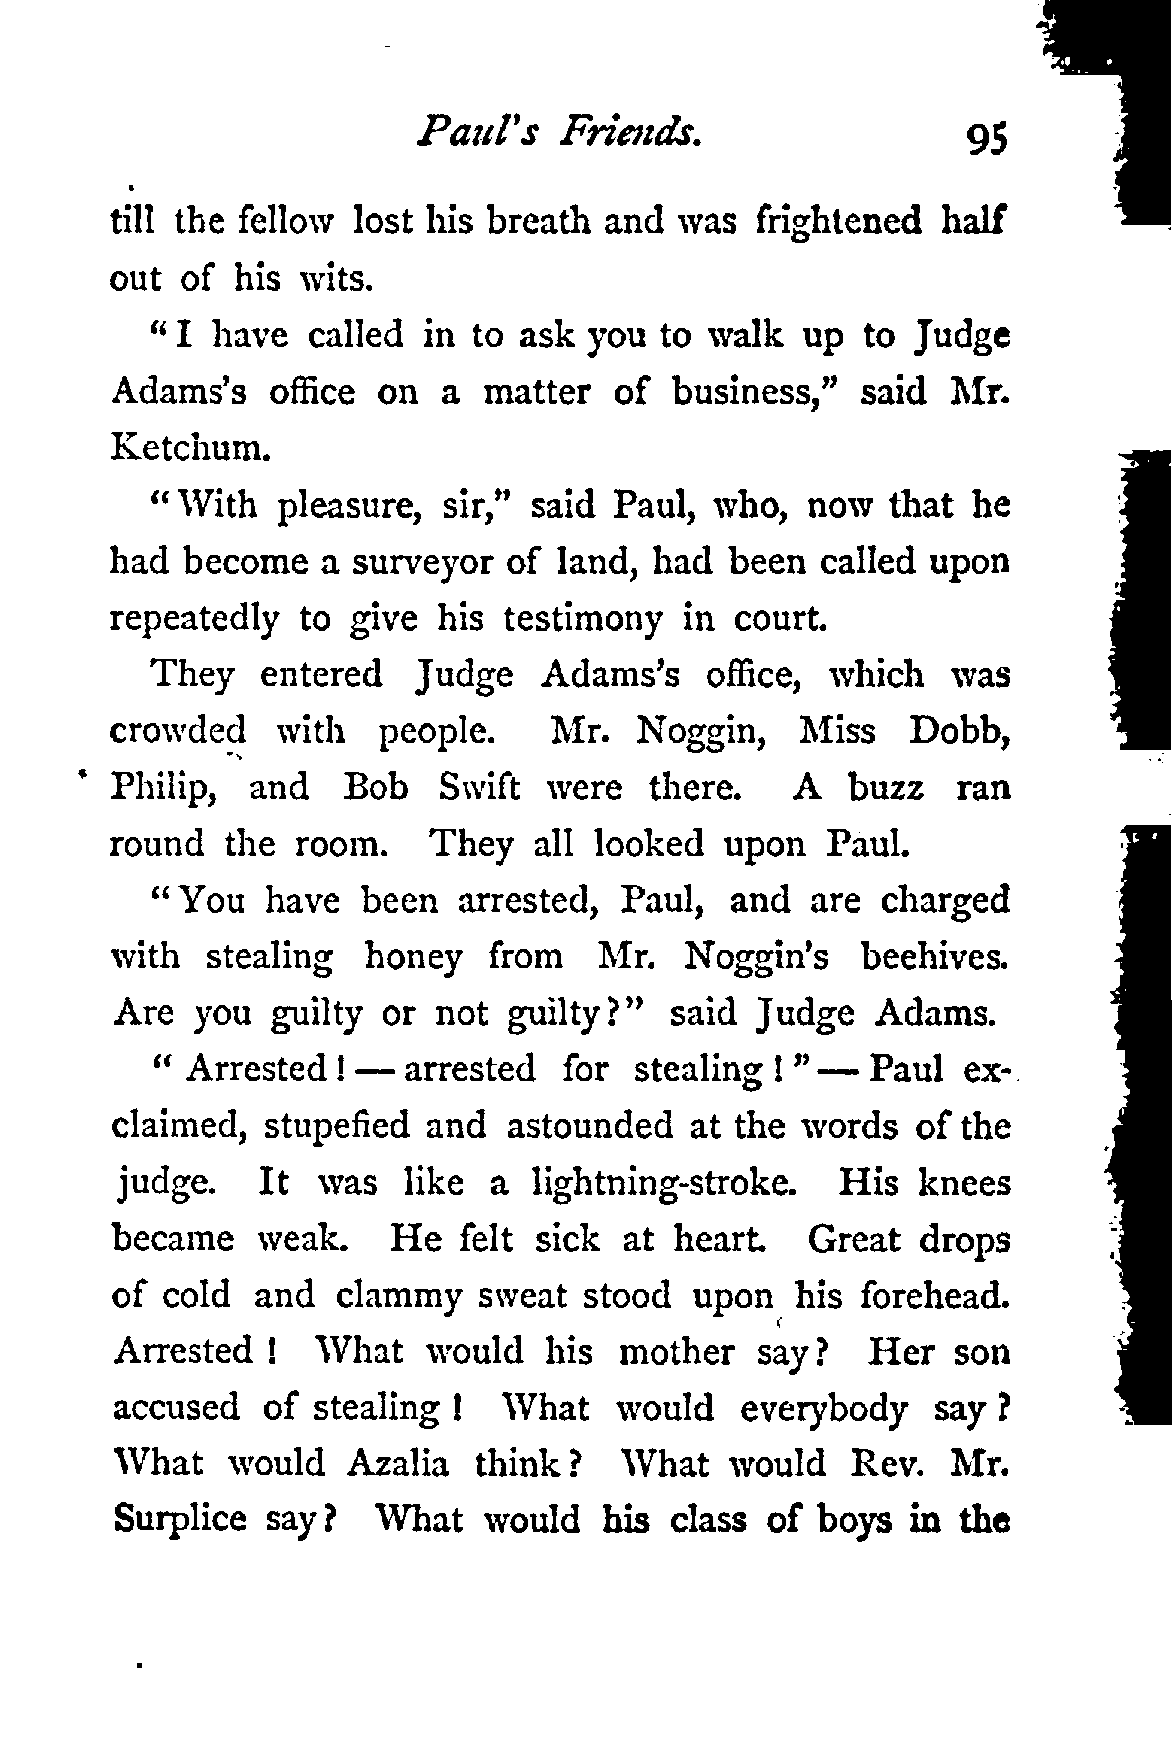 Paul's Friends. 95
till the fellow lost his breath and was frightened half
out of his wits.
"I have called in to ask you to walk up to Judge
Adams's office on a matter of business," said Mr.
Ketchum.
"With pleasure, sir," said Paul, who, now that he
had become a surveyor of land, had been called upon
repeatedly to give his testimony in court.
They entered Judge Adams's office, which was
crowded with people. Mr. Noggin, Miss Dobb,
Philip, and Bob Swift were there. A buzz ran
round the room. They all looked upon Paul.
"You have been arrested, Paul, and are charged
with stealing honey from Mr. Noggin's beehives.
Are you guilty or not guilty?" said Judge Adams.
"Arrested! — arrested for stealing!" — Paul ex-
claimed, stupefied and astounded at the words of the
judge. It was like a lightning-stroke. His knees
became weak. He felt sick at heart. Great drops
of cold and clammy sweat stood upon his forehead.
Arrested! What would his mother say? Her son
accused of stealing! What would everybody say?
What would Azalia think? What would Rev. Mr.
Surplice say? What would his class of boys in the